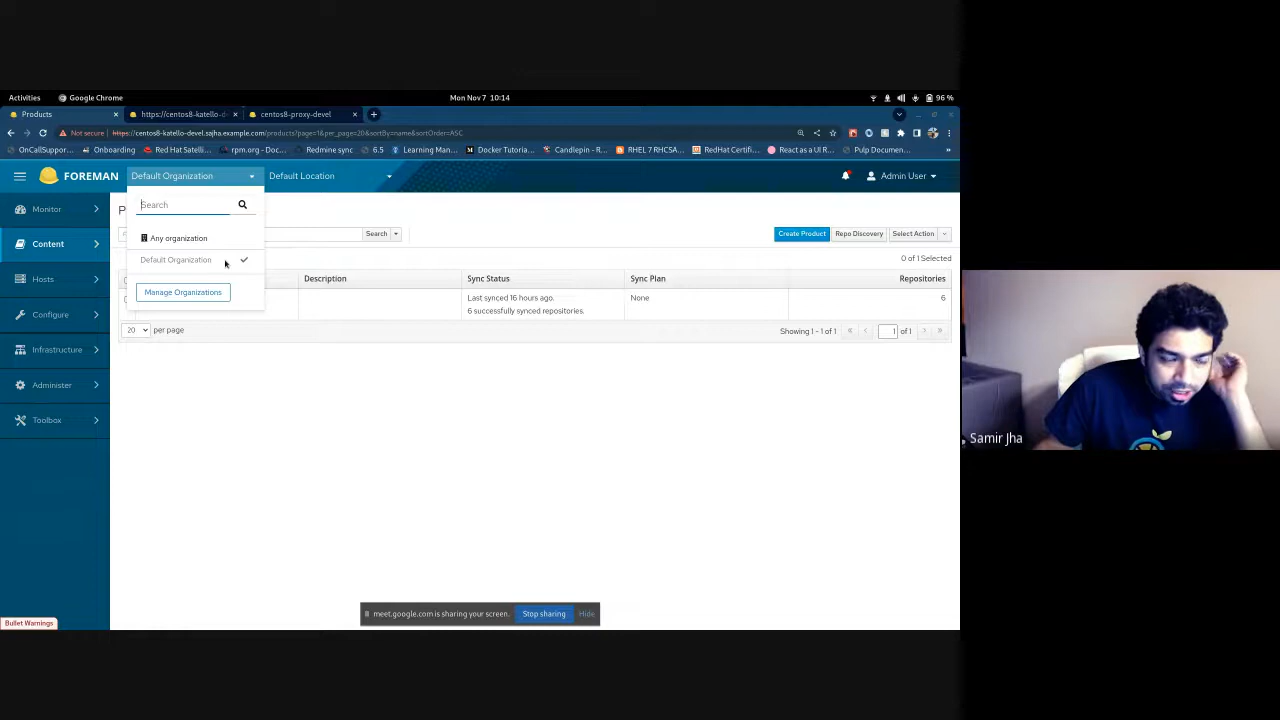 Activities
Google Chrome
Mon Nov 7 10:14
96 %
Products
https://centos8-katello-d
centos8-proxy-devel
Not secure
https://centos8-katello-devel.sajha.example.com/products?page=1&per_page=20&sortBy=name&sortOrder=ASC
OnCallSuppor...
Onboarding
Red Hat Satelli...
rpm.org - Doc...
Redmine sync
6.5
Learning Man...
Docker Tutoria...
Candlepin - R...
RHEL 7 RHCSA...
RedHat Certifi...
React as a UI R...
Pulp Documen...
FOREMAN
Default Organization
Default Location
Admin User
Monitor
Content
Hosts
Configure
Infrastructure
Administer
Toolbox
Search
Any organization
Default Organization
Manage Organizations
P
Search
Create Product
Repo Discovery
Select Action
0 of 1 Selected
Description
Sync Status
Sync Plan
Repositories
Last synced 16 hours ago.
6 successfully synced repositories.
None
6
20
per page
Showing 1 - 1 of 1
1
of 1
meet.google.com is sharing your screen.
Stop sharing
Hide
Bullet Warnings
Samir Jha